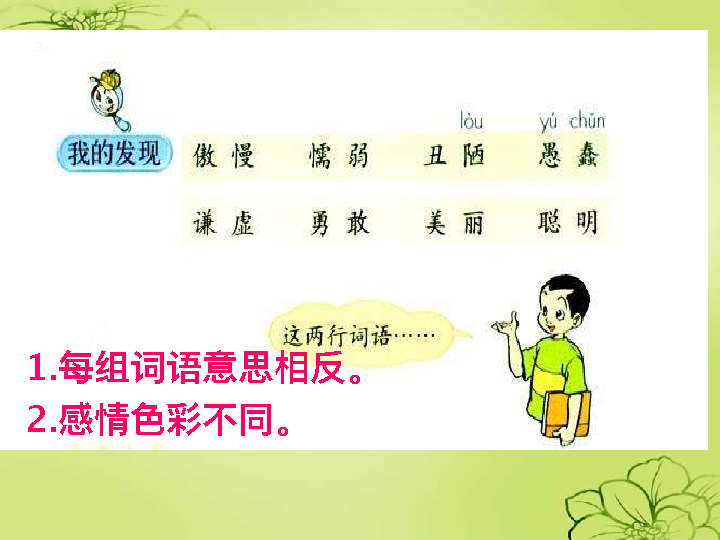 lòu yú chǔn
我的发现 傲慢 懦弱 丑陋 愚蠢
谦虚 勇敢 美丽 聪明
这两行词语……
1.每组词语意思相反。
2.感情色彩不同。